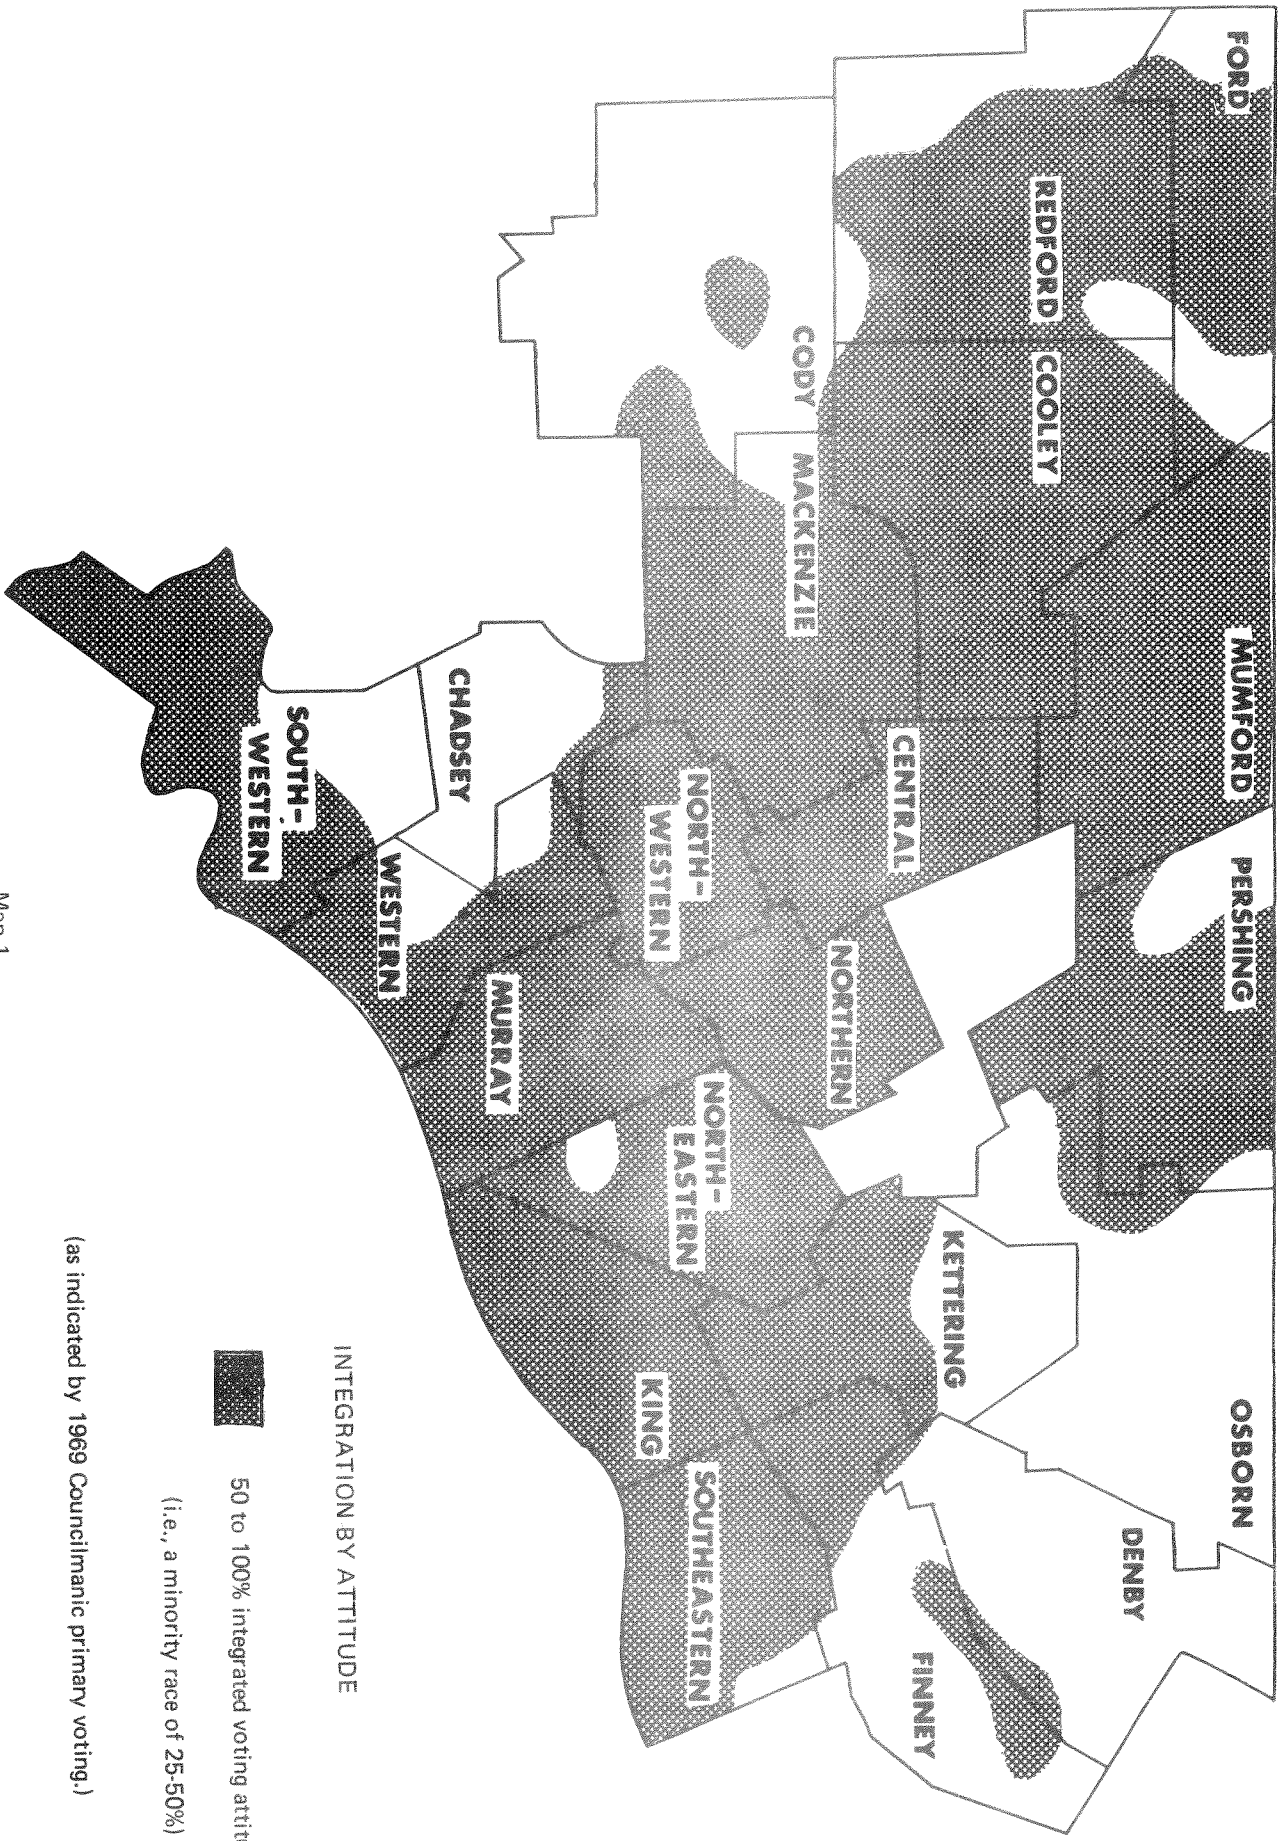 FORD
REDFORD
COOLEY
MUMFORD
PERSHING
OSBORN
CODY
MACKENZIE
CENTRAL
NORTHERN
KETTERING
DENBY
FINNEY
NORTH-
WESTERN
NORTH-
EASTERN
KING
SOUTHEASTERN
CHADSEY
MURRAY
WESTERN
SOUTH-
WESTERN
INTEGRATION BY ATTITUDE
50 to 100% integrated voting
(i.e., a minority race of 25-50%)
(as indicated by 1969 Councilmanic primary voting.)
Map 1